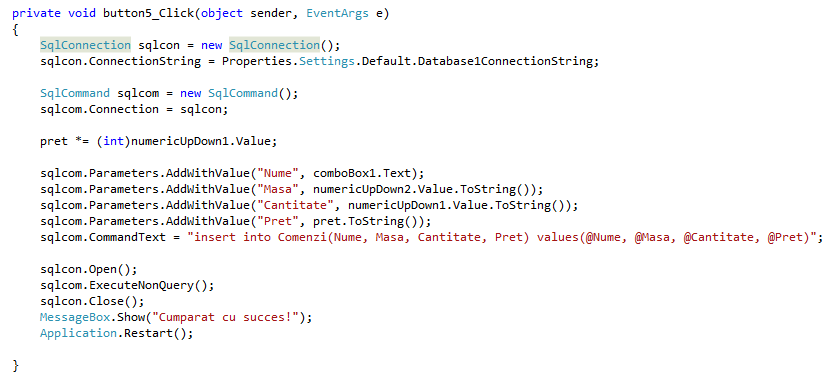 private void button5_Click(object sender, EventArgs e)
{
    SqlConnection sqlcon = new SqlConnection();
    sqlcon.ConnectionString = Properties.Settings.Default.Database1ConnectionString;

    SqlCommand sqlcom = new SqlCommand();
    sqlcom.Connection = sqlcon;

    pret *= (int)numericUpDown1.Value;

    sqlcom.Parameters.AddWithValue("Nume", comboBox1.Text);
    sqlcom.Parameters.AddWithValue("Masa", numericUpDown2.Value.ToString());
    sqlcom.Parameters.AddWithValue("Cantitate", numericUpDown1.Value.ToString());
    sqlcom.Parameters.AddWithValue("Pret", pret.ToString());
    sqlcom.CommandText = "insert into Comenzi(Nume, Masa, Cantitate, Pret) values(@Nume, @Masa, @Cantitate, @Pret)";

    sqlcon.Open();
    sqlcom.ExecuteNonQuery();
    sqlcon.Close();
    MessageBox.Show("Cumparat cu succes!");
    Application.Restart();

}